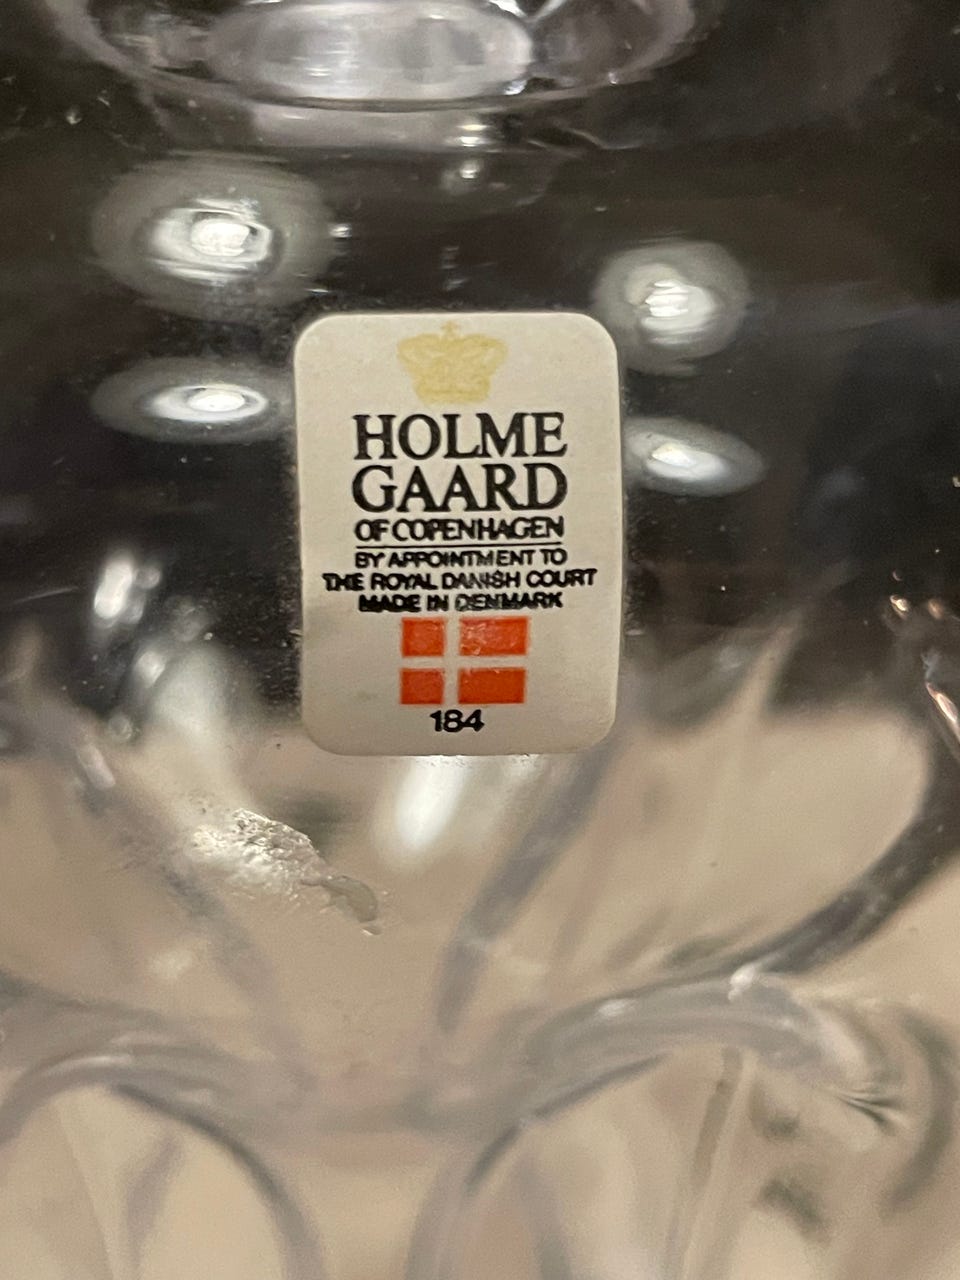 HOLME
GAARD
OF COPENHAGEN
BY APPOINTMENT TO
THE ROYAL DANISH COURT
MADE IN DENMARK
184